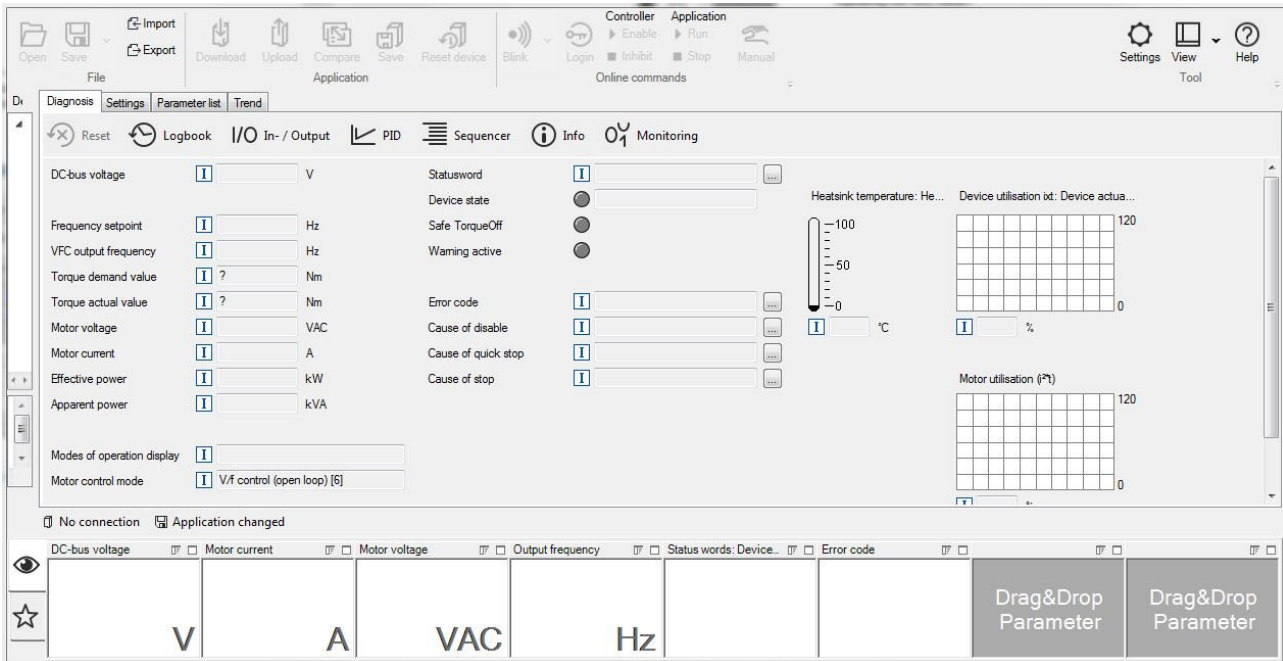 Open Save Import
Export
File
Download Upload Compare Save Reset device
Application
Blink Login
Controller Application
Enable Run
Inhibit Stop
Manual
Online commands
Settings View Help
Tool
Diagnosis Settings Parameter list Trend
Reset Logbook I/O In- / Output PID Sequencer Info Monitoring
DC-bus voltage I V
Frequency setpoint I Hz
VFC output frequency I Hz
Torque demand value I ? Nm
Torque actual value I ? Nm
Motor voltage I VAC
Motor current I A
Effective power I kW
Apparent power I kVA
Modes of operation display I
Motor control mode I V/f control (open loop) [6]
Statusword I ...
Device state
Safe TorqueOff
Warning active
Error code I ...
Cause of disable I ...
Cause of quick stop I ...
Cause of stop I ...
Heatsink temperature: He...
100
50
0
I °C
Device utilisation ixt: Device actua...
120
0
I %
Motor utilisation (i²t)
120
0
No connection Application changed
DC-bus voltage Motor current Motor voltage Output frequency Status words: Device... Error code
V A VAC Hz
Drag&Drop
Parameter
Drag&Drop
Parameter